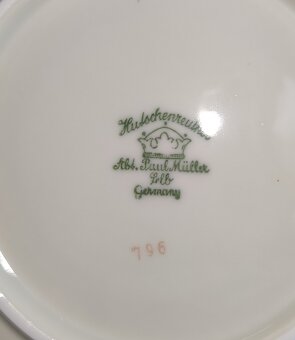 Hutschenreuther
Abt. Paul Müller
Selb
Germany
796